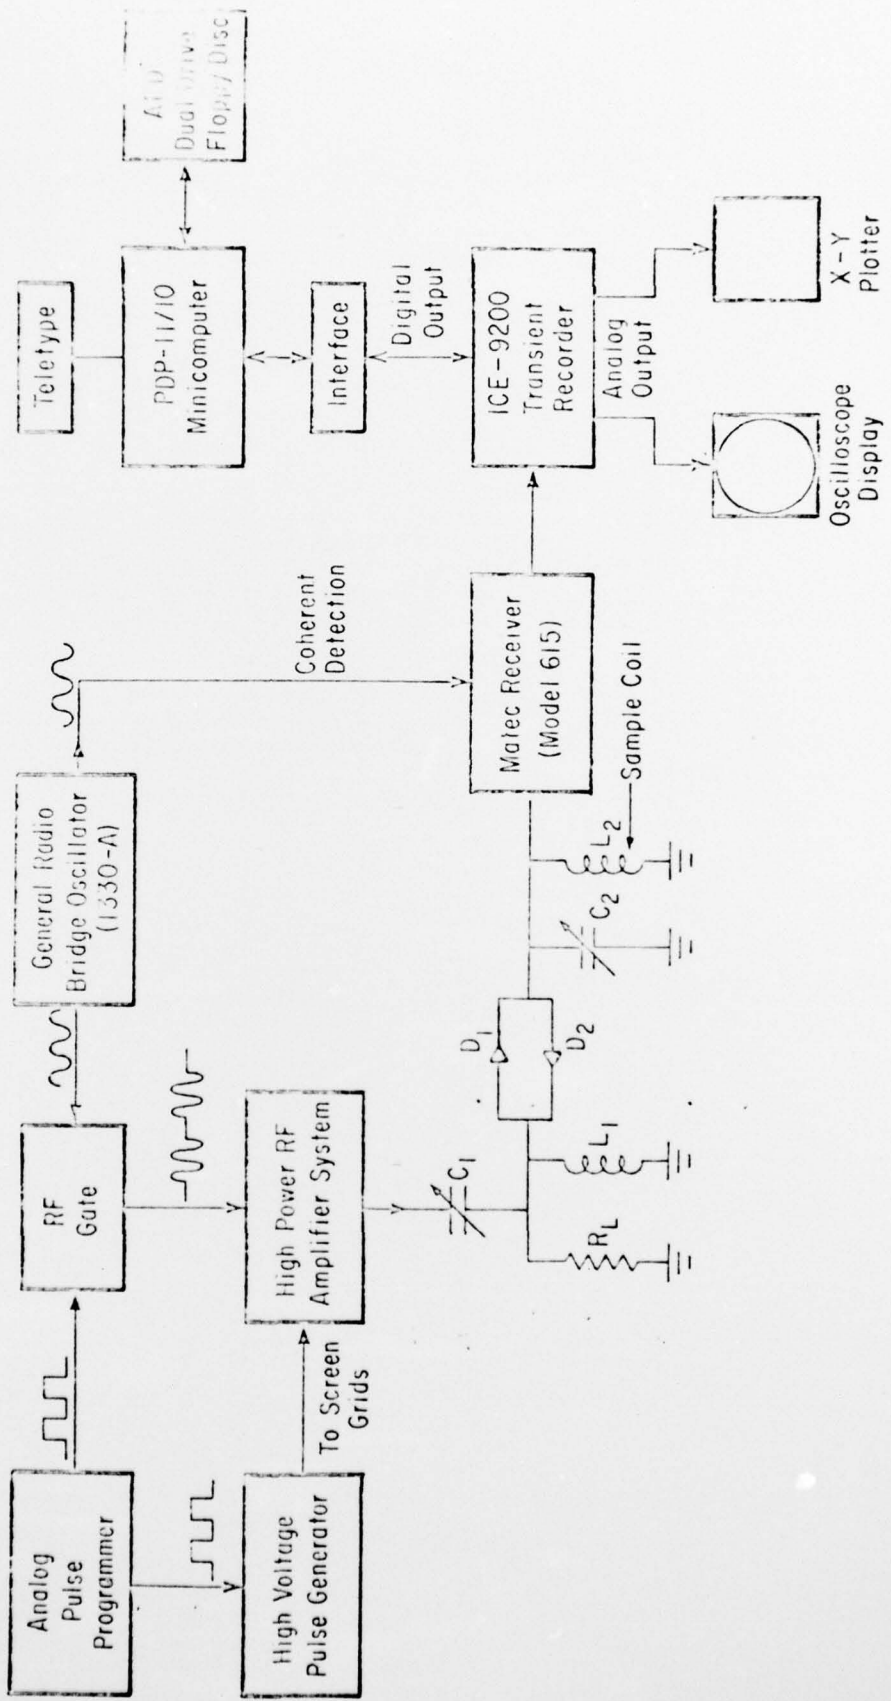 Analog
Pulse
Programmer
RF
Gate
General Radio
Bridge Oscillator
(1330-A)
Teletype
High Voltage
Pulse Generator
To Screen
Grids
High Power RF
Amplifier System
Coherent
Detection
PDP-11/10
Minicomputer
Dual Drive
Floppy Disc
Interface
Digital
Output
C1
RL
L1
D1
D2
C2
L2
Sample Coil
Matec Receiver
(Model 615)
ICE-9200
Transient
Recorder
Analog
Output
Oscilloscope
Display
X-Y
Plotter